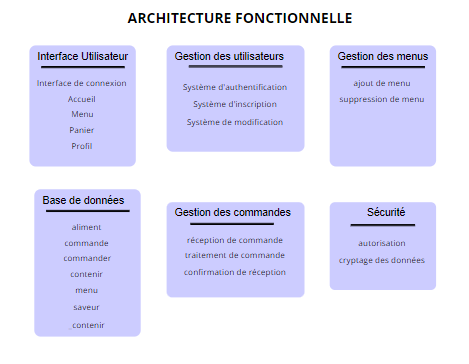 ARCHITECTURE FONCTIONNELLE
Interface Utilisateur
Interface de connexion
Accueil
Menu
Panier
Profil
Gestion des utilisateurs
Système d'authentification
Système d'inscription
Système de modification
Gestion des menus
ajout de menu
suppression de menu
Base de données
aliment
commande
commander
contenir
menu
saveur
_contenir
Gestion des commandes
réception de commande
traitement de commande
confirmation de réception
Sécurité
autorisation
cryptage des données